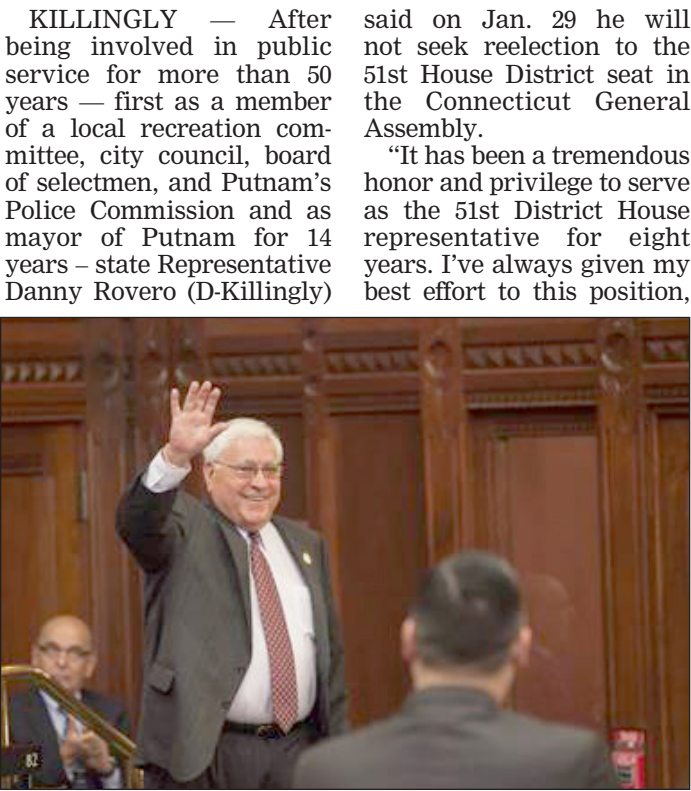 KILLINGLY — After
being involved in public
service for more than 50
years — first as a member
of a local recreation com-
mittee, city council, board
of selectmen, and Putnam’s
Police Commission and as
mayor of Putnam for 14
years – state Representative
Danny Rovero (D-Killingly)
said on Jan. 29 he will
not seek reelection to the
51st House District seat in
the Connecticut General
Assembly.
“It has been a tremendous
honor and privilege to serve
as the 51st District House
representative for eight
years. I’ve always given my
best effort to this position,
82